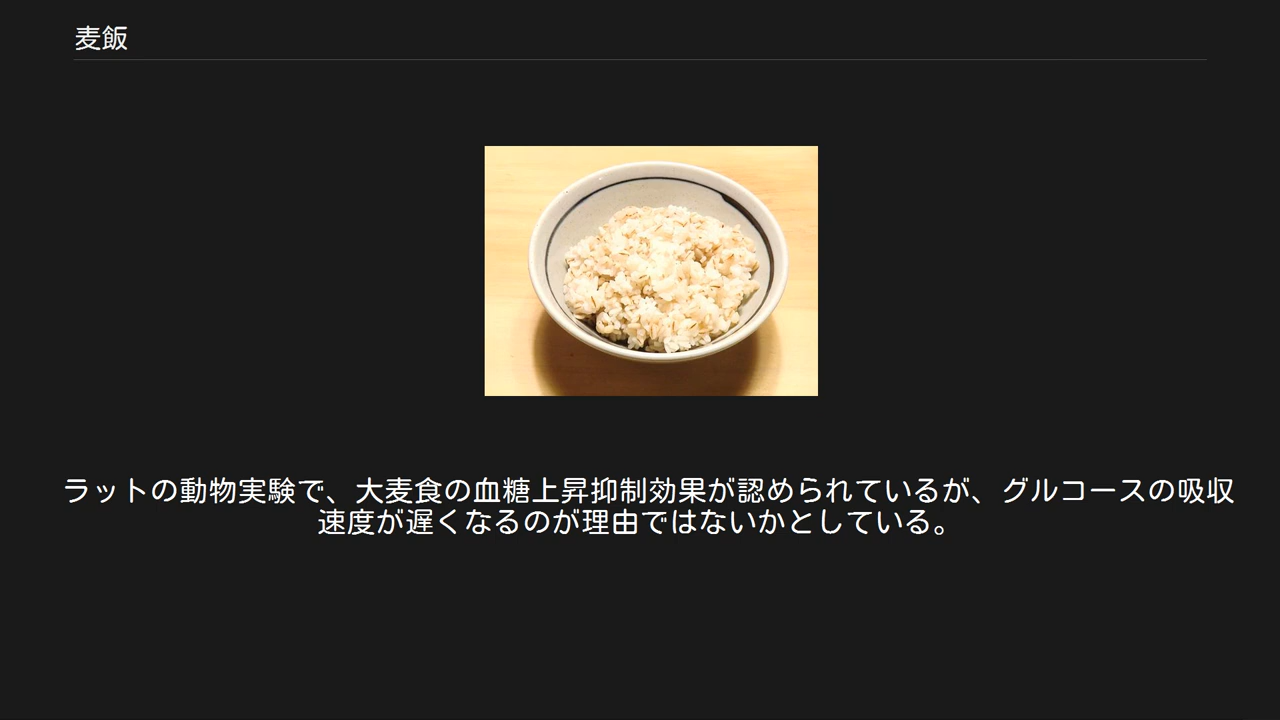 麦飯
ラットの動物実験で、大麦食の血糖上昇抑制効果が認められているが、グルコースの吸収
速度が遅くなるのが理由ではないかとしている。